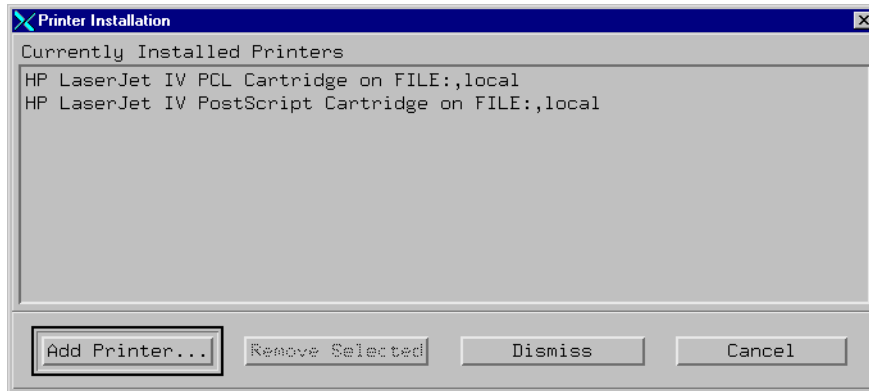 Printer Installation
Currently Installed Printers
HP LaserJet IV PCL Cartridge on FILE:,local
HP LaserJet IV PostScript Cartridge on FILE:,local
Add Printer... Remove Selected Dismiss Cancel